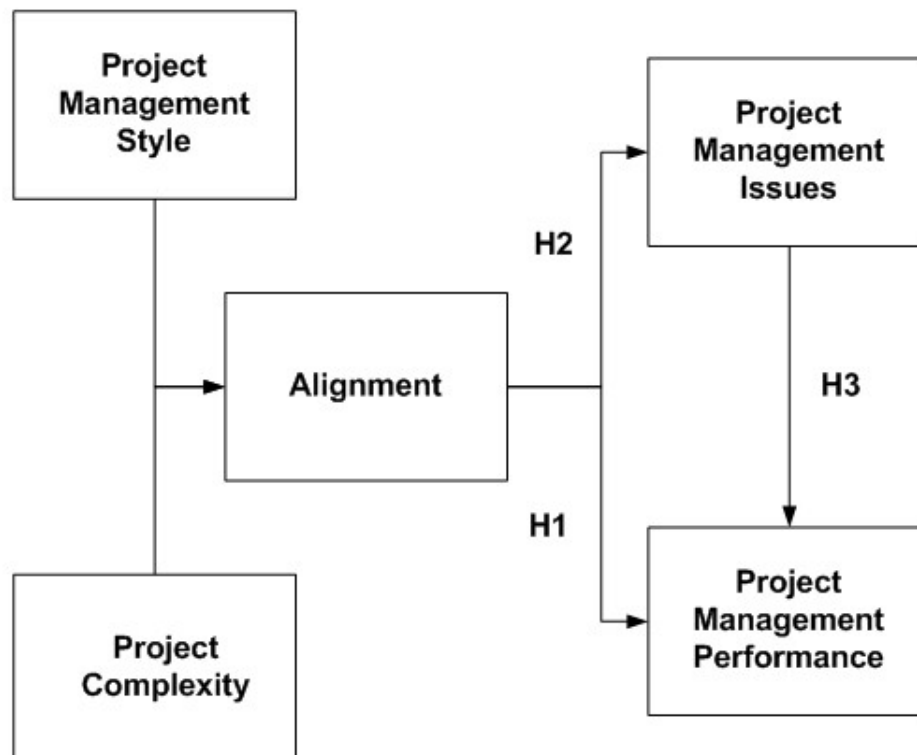 Project
Management
Style
Project
Management
Issues
H2
Alignment
H3
H1
Project
Management
Performance
Project
Complexity